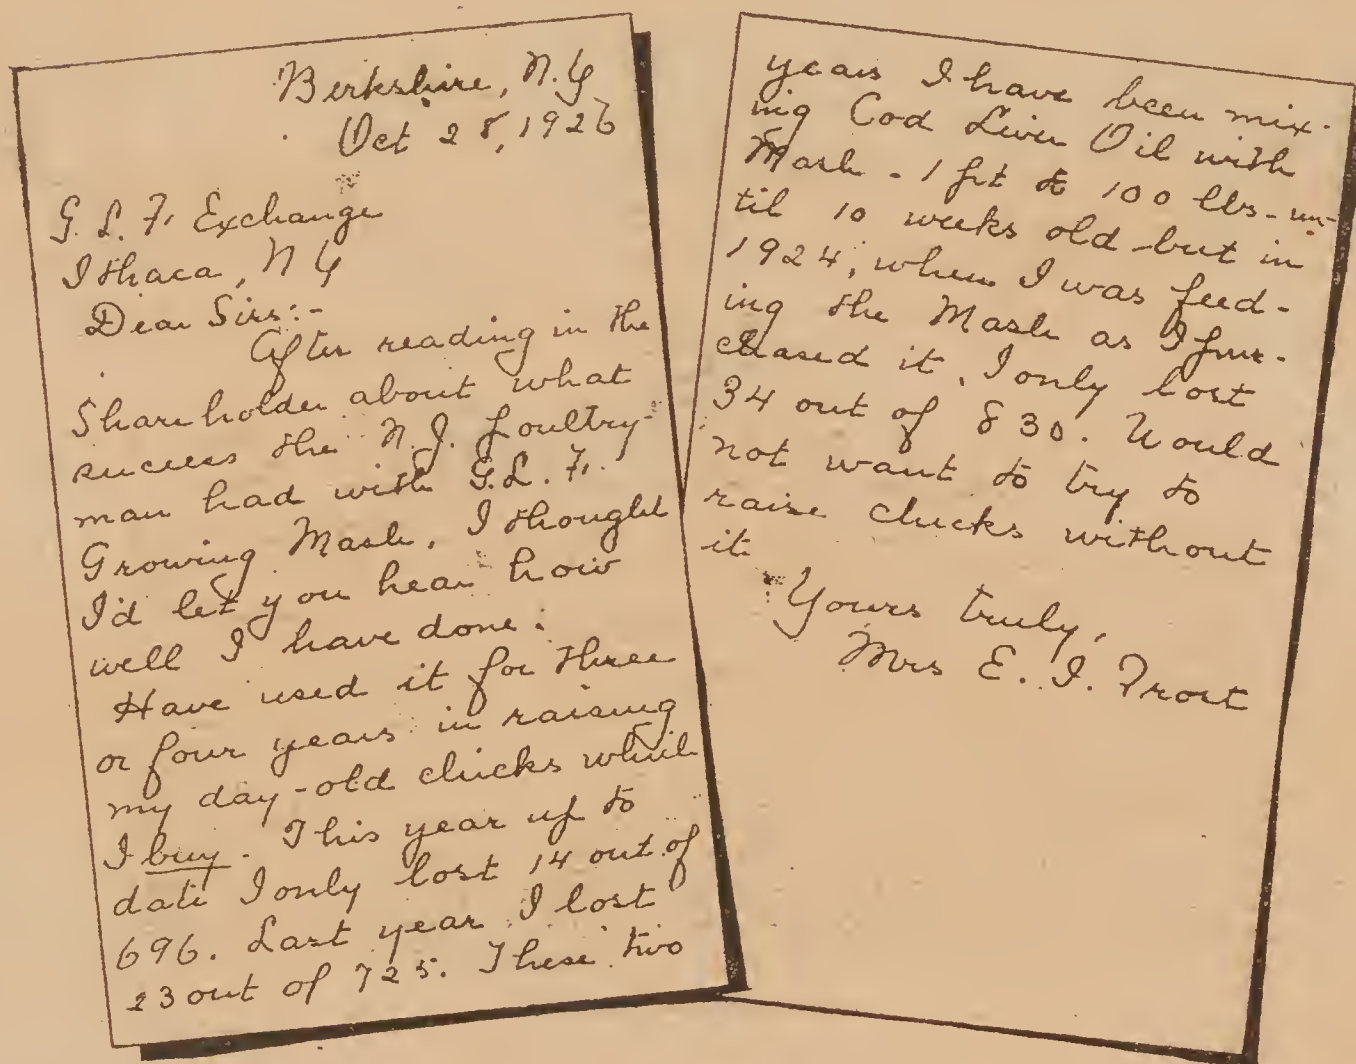 Berkshire, N.Y
Oct 28, 1926
G. L. F. Exchange
Ithaca, N Y
Dear Sirs:-
After reading in the
Shareholder about what
success the N.J. Poultry-
man had with G.L.F.
Growing Mash, I thought
I'd let you hear how
well I have done.
Have used it for three
or four years in raising
my day-old chicks which
I buy. This year up to
date I only lost 14 out of
696. Last year I lost
23 out of 725. These two
years I have been mix-
ing Cod Liver Oil with
Mash - 1 pt to 100 lbs - un-
til 10 weeks old but in
1924, when I was feed-
ing the Mash as I pur-
chased it, I only lost
34 out of 830. Would
not want to try to
raise chicks without
it.
Yours truly,
Mrs E. I. Frost